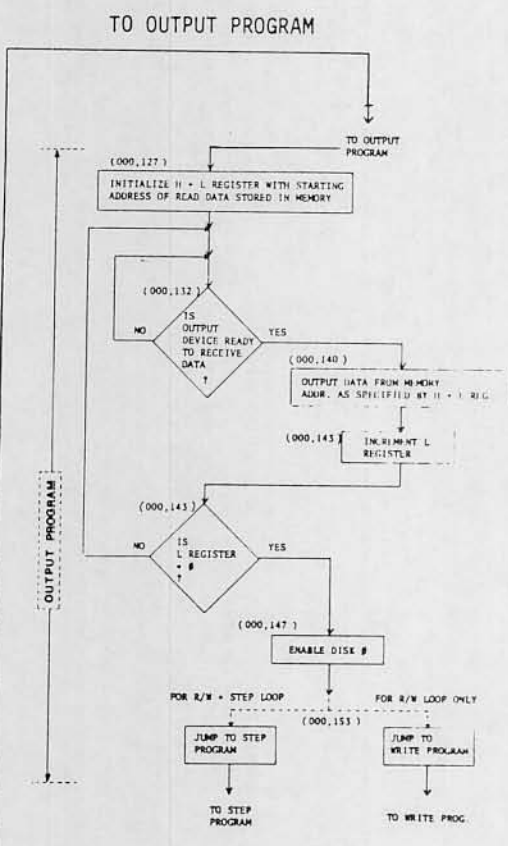 TO OUTPUT PROGRAM
TO OUTPUT
PROGRAM
(000,127)
INITIALIZE H + L REGISTER WITH STARTING
ADDRESS OF READ DATA STORED IN MEMORY
(000,132)
IS
OUTPUT
DEVICE READY
TO RECEIVE
DATA
?
NO
YES
(000,140)
OUTPUT DATA FROM MEMORY
ADDR. AS SPECIFIED BY H + L REG.
(000,143)
INCREMENT L
REGISTER
(000,143)
IS
L REGISTER
= Ø
?
NO
YES
OUTPUT PROGRAM
(000,147)
ENABLE DISK Ø
FOR R/W + STEP LOOP
FOR R/W LOOP ONLY
(000,153)
JUMP TO STEP
PROGRAM
JUMP TO
WRITE PROGRAM
TO STEP
PROGRAM
TO WRITE PROG.